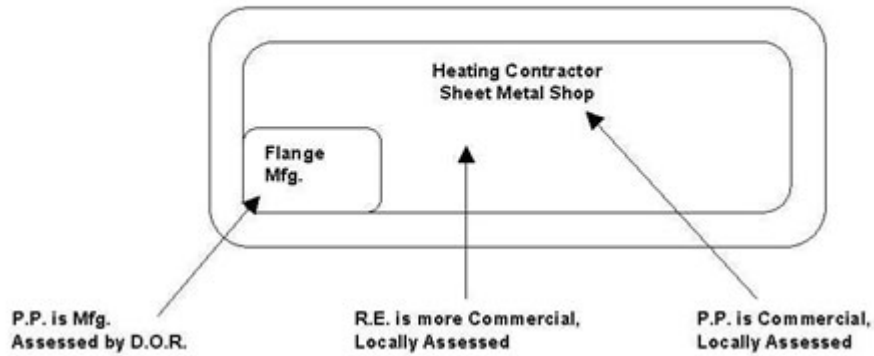 Heating Contractor
Sheet Metal Shop
Flange
Mfg.
P.P. is Mfg.
Assessed by D.O.R.
R.E. is more Commercial,
Locally Assessed
P.P. is Commercial,
Locally Assessed